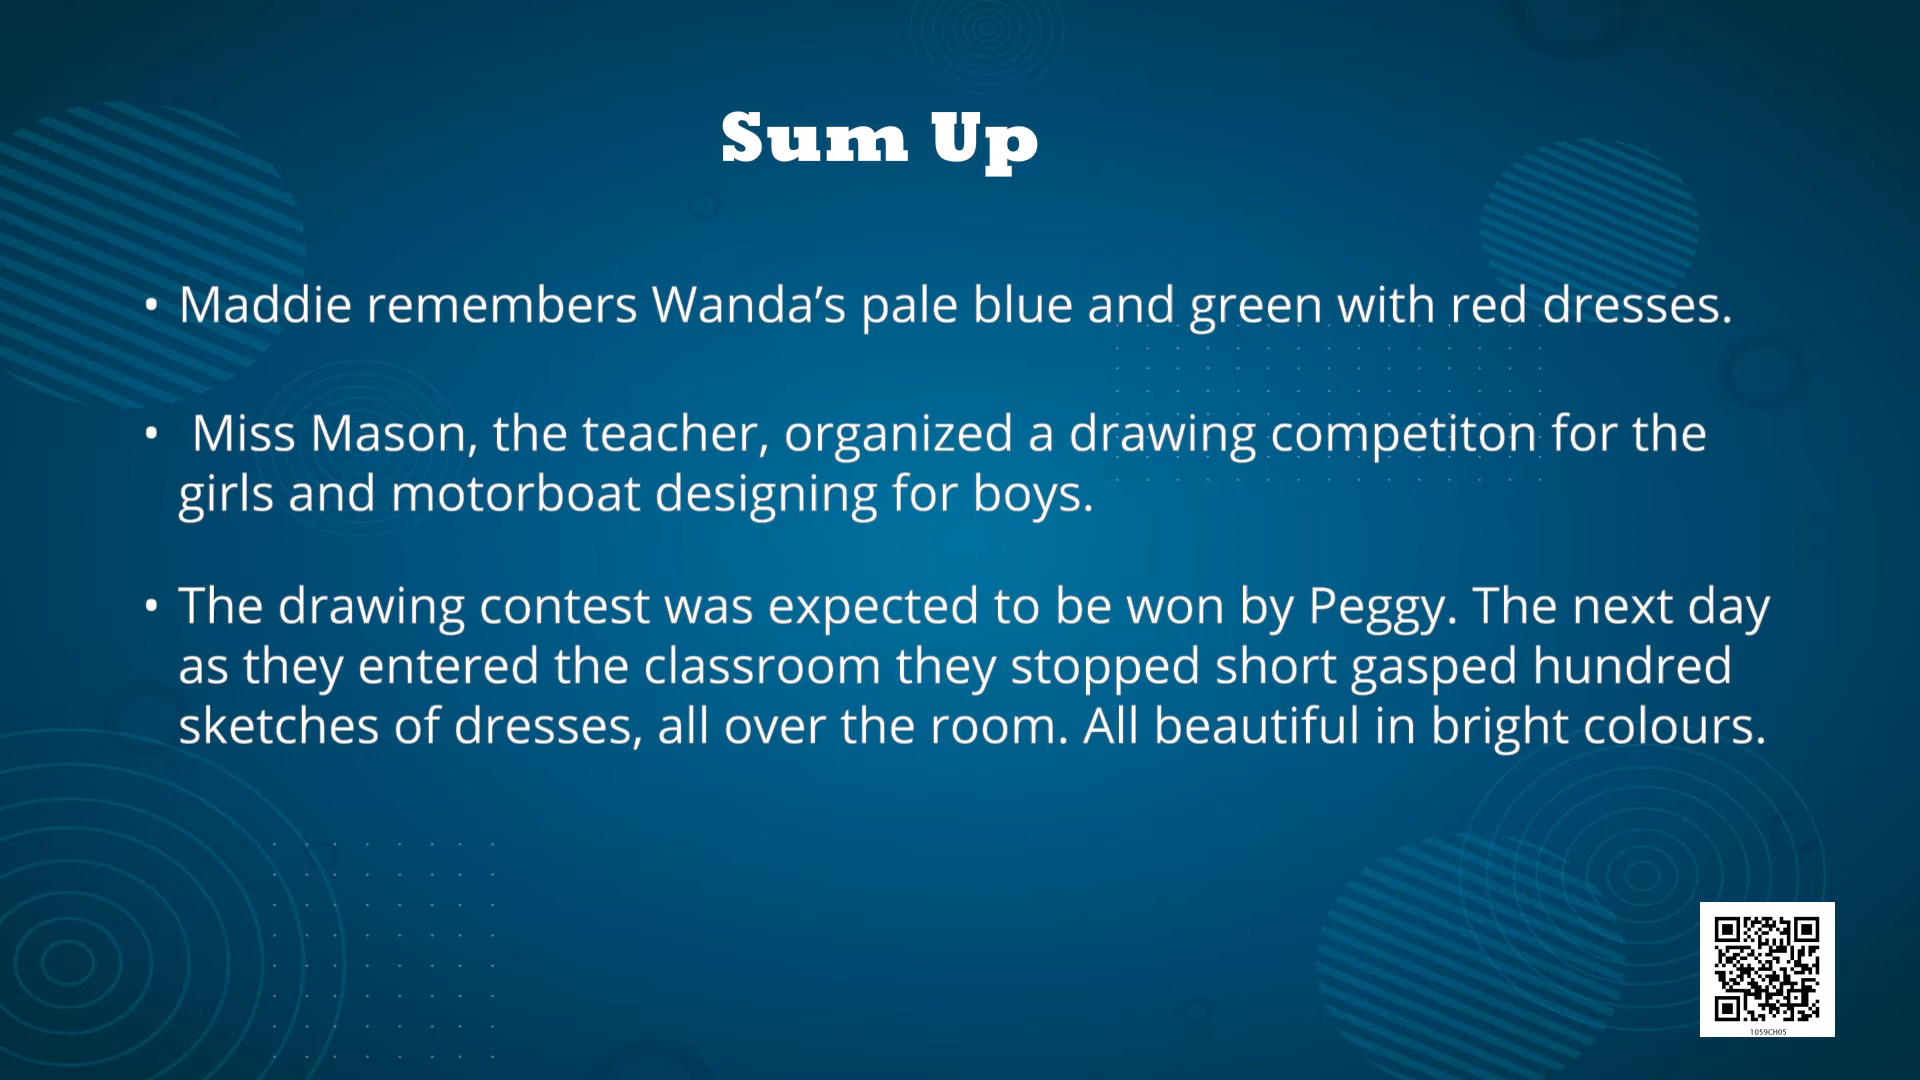 Sum Up
• Maddie remembers Wanda’s pale blue and green with red dresses.
• Miss Mason, the teacher, organized a drawing competiton for the
girls and motorboat designing for boys.
• The drawing contest was expected to be won by Peggy. The next day
as they entered the classroom they stopped short gasped hundred
sketches of dresses, all over the room. All beautiful in bright colours.
1059CH05